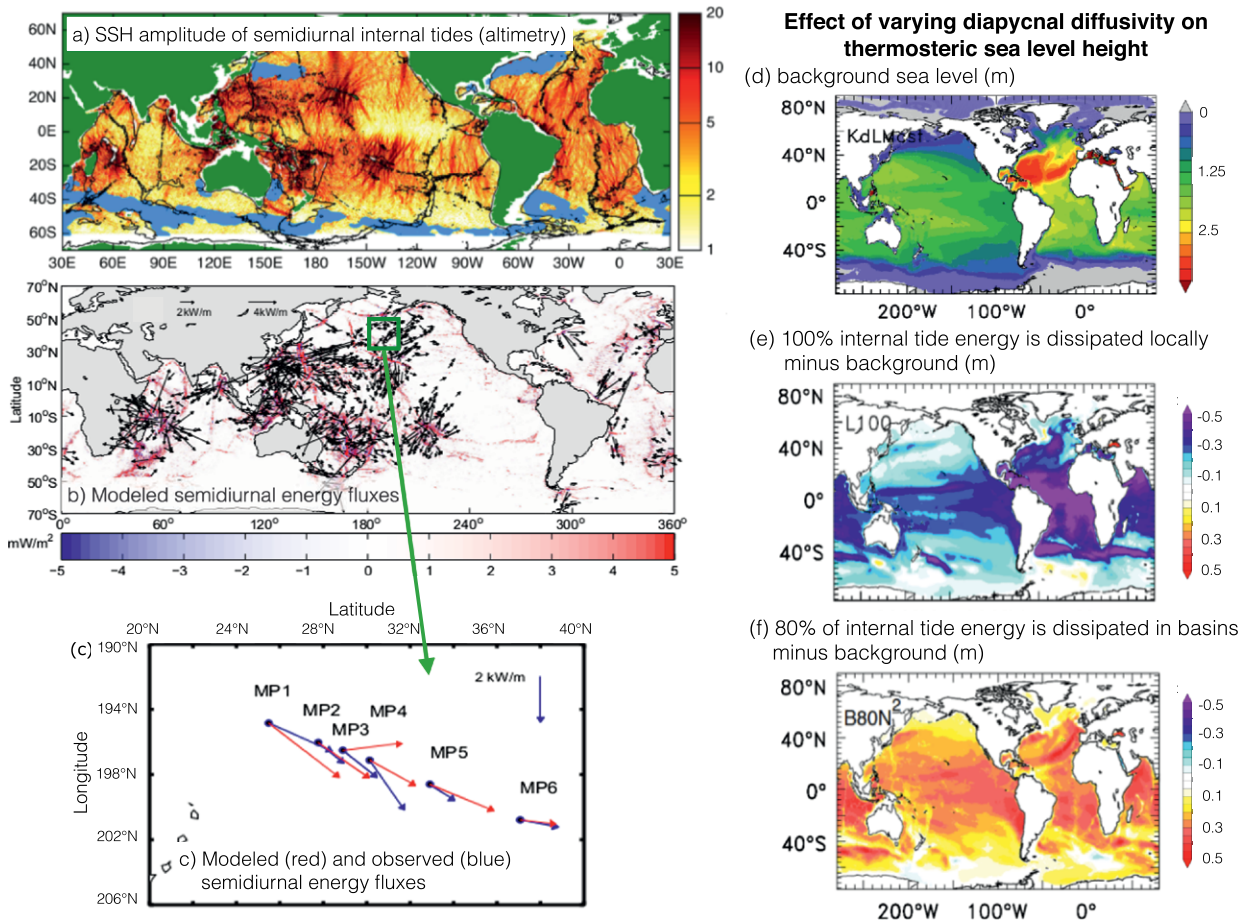 a) SSH amplitude of semidiurnal internal tides (altimetry)
60N
40N
20N
0E
20S
40S
60S
30E 60E 90E 120E 150E 180 150W 120W 90W 60W 30W 0 30E
20
10
5
2
1
2kW/m 4kW/m
Latitude
70°N
50°N
30°N
10°N
10°S
30°S
50°S
70°S
b) Modeled semidiurnal energy fluxes
0° 60° 120° 180° 240° 300° 360°
mW/m²
−5 −4 −3 −2 −1 0 1 2 3 4 5
Latitude
20°N 24°N 28°N 32°N 36°N 40°N
(c)
Longitude
190°N
194°N
198°N
202°N
206°N
2 kW/m
MP1
MP2
MP3
MP4
MP5
MP6
c) Modeled (red) and observed (blue)
semidiurnal energy fluxes
Effect of varying diapycnal diffusivity on
thermosteric sea level height
(d) background sea level (m)
KdLMcst
80°N
40°N
0°
40°S
200°W 100°W 0°
0
1.25
2.5
(e) 100% internal tide energy is dissipated locally
minus background (m)
L100
80°N
40°N
0°
40°S
-0.5
-0.3
-0.1
0.1
0.3
0.5
(f) 80% of internal tide energy is dissipated in basins
minus background (m)
B80N²
80°N
40°N
0°
40°S
200°W 100°W 0°
-0.5
-0.3
-0.1
0.1
0.3
0.5